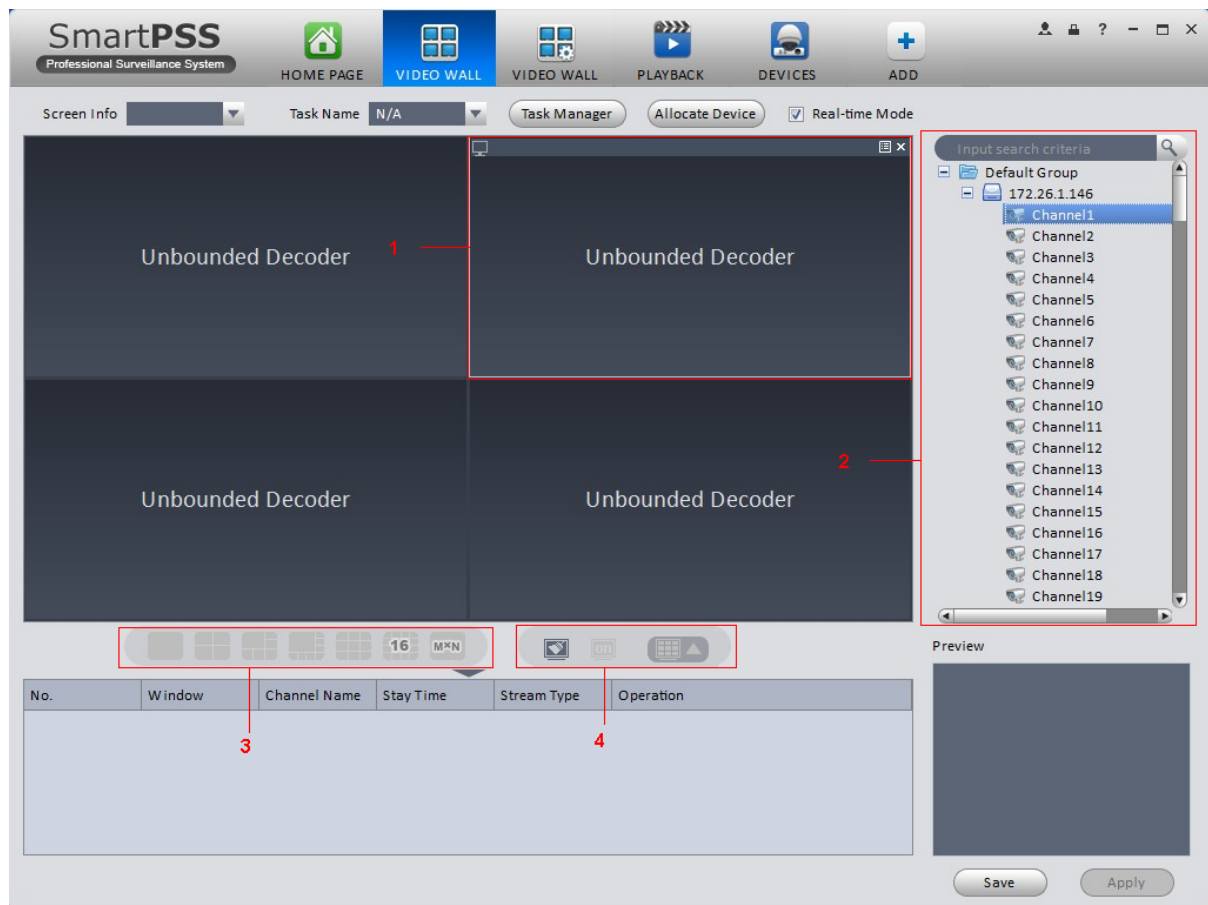 SmartPSS
Professional Surveillance System
HOME PAGE
VIDEO WALL
VIDEO WALL
PLAYBACK
DEVICES
ADD
Screen Info
Task Name N/A
Task Manager
Allocate Device
Real-time Mode
Unbounded Decoder
1
Unbounded Decoder
Unbounded Decoder
Unbounded Decoder
Input search criteria
Default Group
172.26.1.146
Channel1
Channel2
Channel3
Channel4
Channel5
Channel6
Channel7
Channel8
Channel9
Channel10
Channel11
2
Channel12
Channel13
Channel14
Channel15
Channel16
Channel17
Channel18
Channel19
16
M×N
on
Preview
No. Window Channel Name Stay Time Stream Type Operation
3
4
Save
Apply